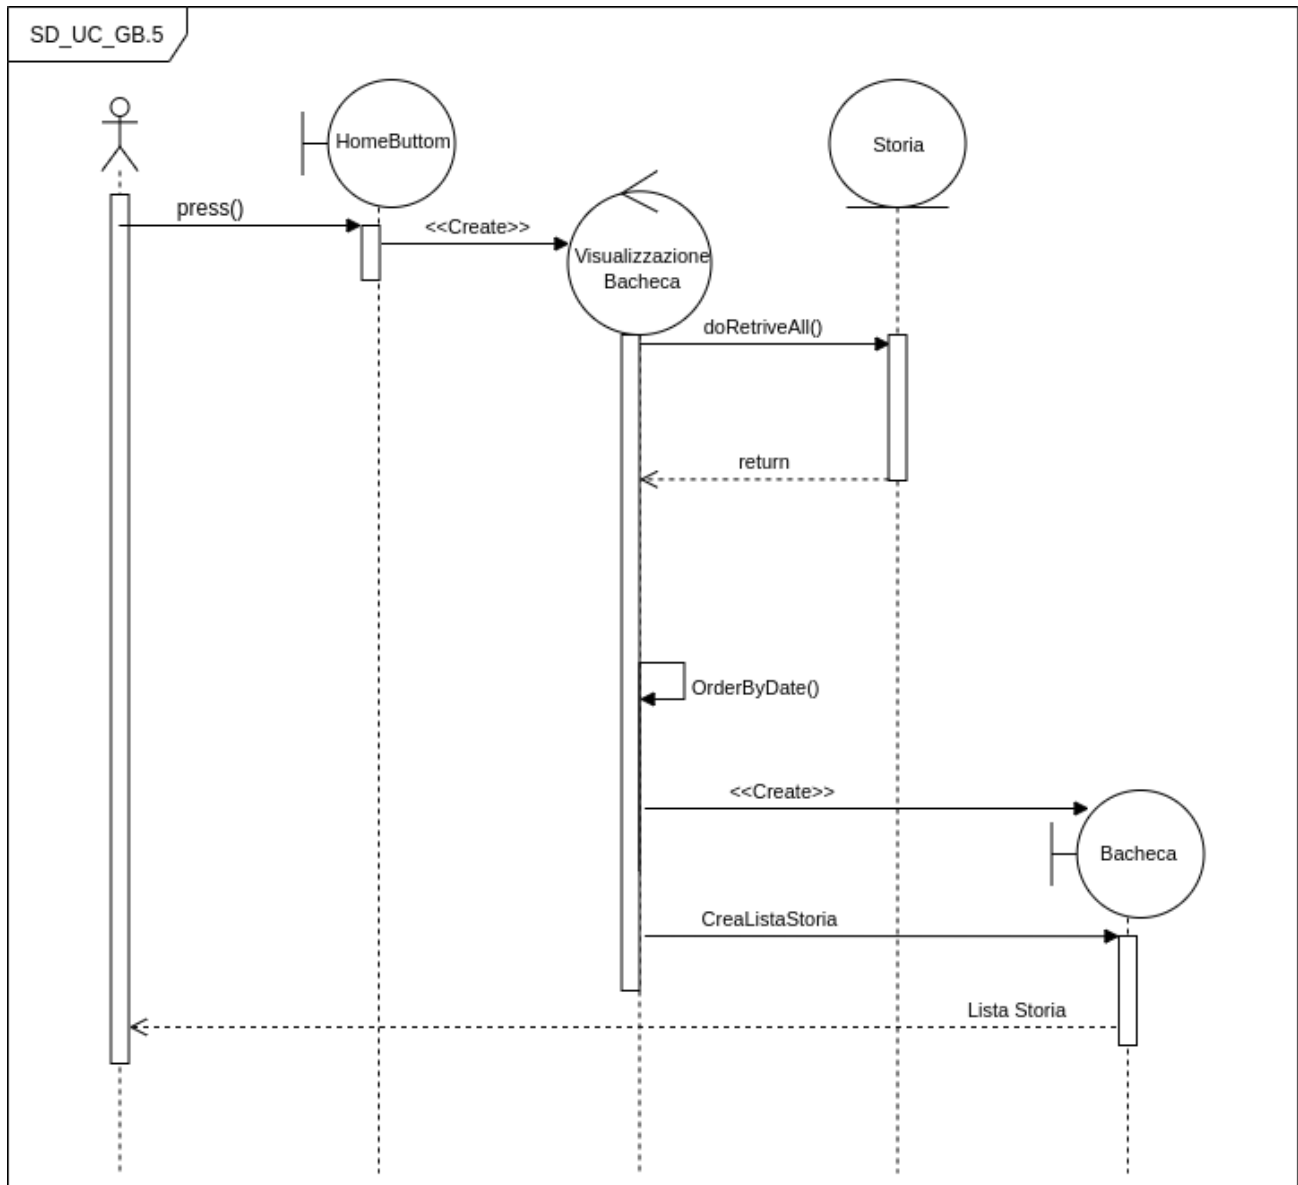 SD_UC_GB.5
HomeButtom
Storia
press()
<<Create>>
Visualizzazione
Bacheca
doRetriveAll()
return
OrderByDate()
<<Create>>
Bacheca
CreaListaStoria
Lista Storia